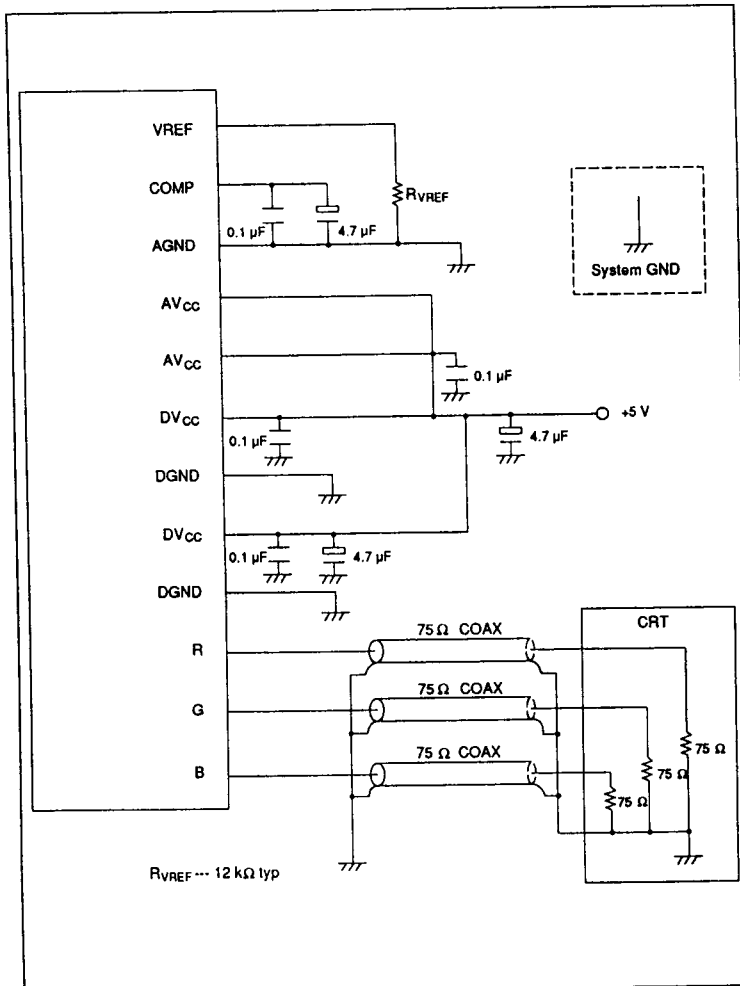 VREF
COMP
RVREF
0.1 µF
4.7 µF
AGND
System GND
AVCC
AVCC
0.1 µF
DVCC
+5 V
0.1 µF
4.7 µF
DGND
DVCC
0.1 µF
4.7 µF
DGND
75 Ω COAX
CRT
R
75 Ω COAX
G
75 Ω
75 Ω COAX
B
75 Ω
75 Ω
RVREF --- 12 kΩ typ